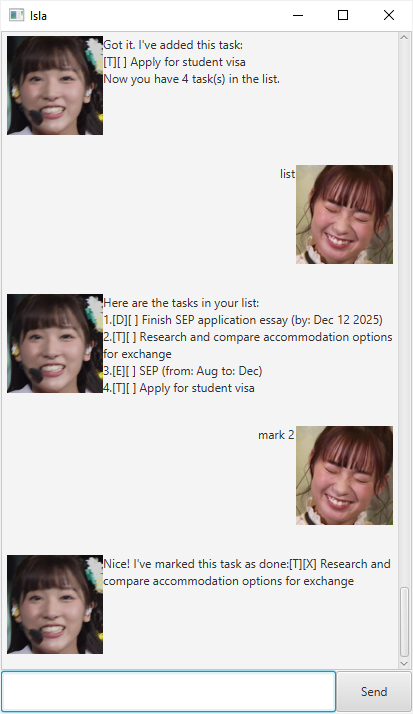 Isla
Got it. I've added this task:
[T][ ] Apply for student visa
Now you have 4 task(s) in the list.
list
Here are the tasks in your list:
1.[D][ ] Finish SEP application essay (by: Dec 12 2025)
2.[T][ ] Research and compare accommodation options
for exchange
3.[E][ ] SEP (from: Aug to: Dec)
4.[T][ ] Apply for student visa
mark 2
Nice! I've marked this task as done:[T][X] Research and
compare accommodation options for exchange
Send